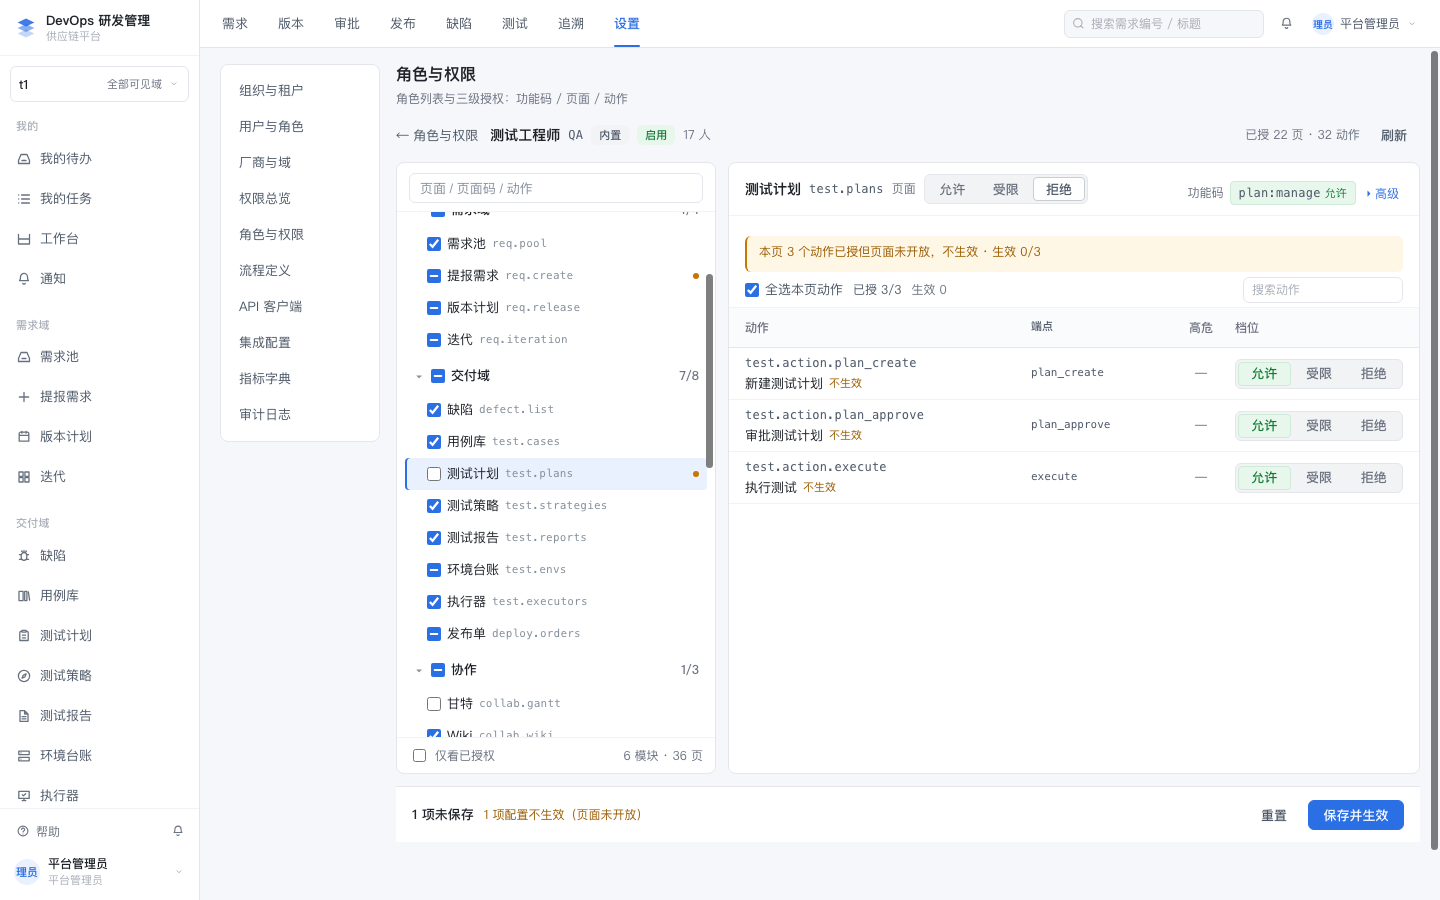 DevOps 研发管理
供应链平台
t1 全部可见域
我的
我的待办
我的任务
工作台
通知
需求域
需求池
提报需求
版本计划
迭代
交付域
缺陷
用例库
测试计划
测试策略
测试报告
环境台账
执行器
帮助
理员 平台管理员
平台管理员
需求 版本 审批 发布 缺陷 测试 追溯 设置
搜索需求编号 / 标题
理员 平台管理员
组织与租户
用户与角色
厂商与域
权限总览
角色与权限
流程定义
API 客户端
集成配置
指标字典
审计日志
角色与权限
角色列表与三级授权：功能码 / 页面 / 动作
← 角色与权限 测试工程师 QA 内置 启用 17 人
已授 22 页 · 32 动作 刷新
页面 / 页面码 / 动作
需求域
需求池 req.pool
提报需求 req.create
版本计划 req.release
迭代 req.iteration
交付域 7/8
缺陷 defect.list
用例库 test.cases
测试计划 test.plans
测试策略 test.strategies
测试报告 test.reports
环境台账 test.envs
执行器 test.executors
发布单 deploy.orders
协作 1/3
甘特 collab.gantt
Wiki collab.wiki
仅看已授权 6 模块 · 36 页
测试计划 test.plans 页面 允许 受限 拒绝
功能码 plan:manage 允许 高级
本页 3 个动作已授但页面未开放，不生效 · 生效 0/3
全选本页动作 已授 3/3 生效 0
搜索动作
动作 端点 高危 档位
test.action.plan_create
新建测试计划 不生效
plan_create — 允许 受限 拒绝
test.action.plan_approve
审批测试计划 不生效
plan_approve — 允许 受限 拒绝
test.action.execute
执行测试 不生效
execute — 允许 受限 拒绝
1 项未保存 1 项配置不生效（页面未开放）
重置 保存并生效